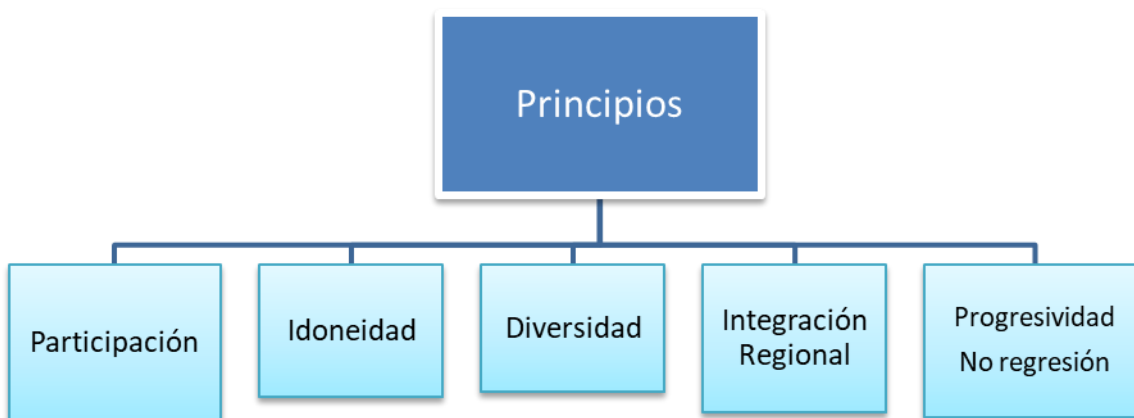 Principios
Participación
Idoneidad
Diversidad
Integración
Regional
Progresividad
No regresión